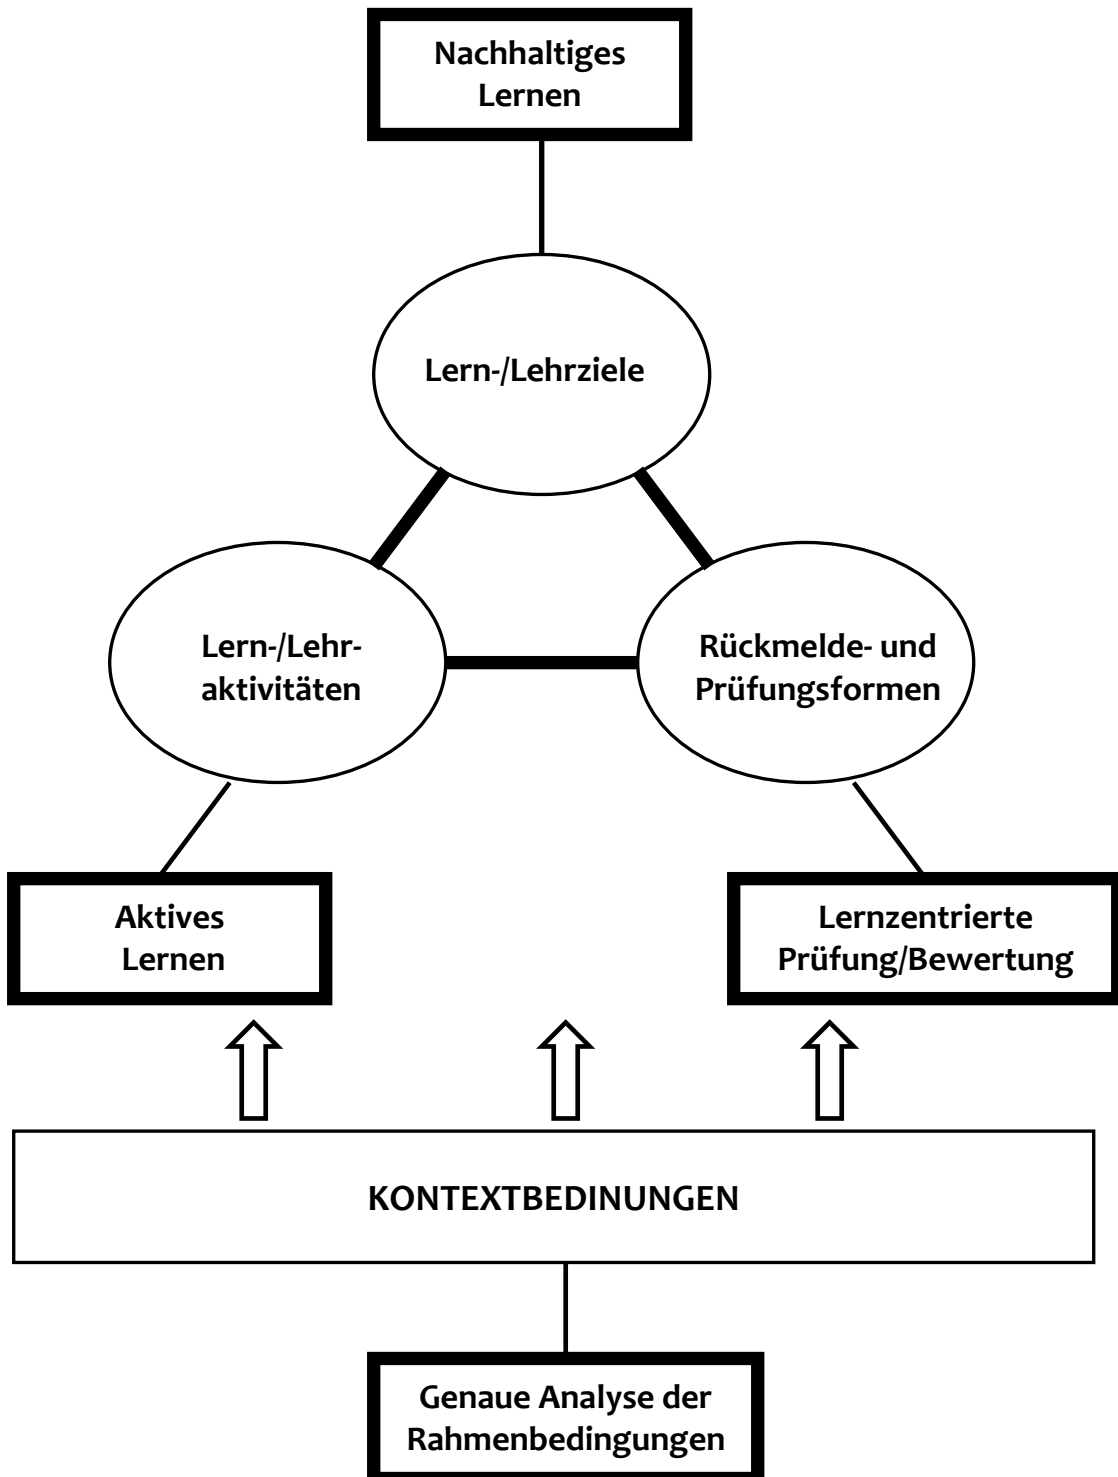 Nachhaltiges
Lernen
Lern-/Lehrziele
Lern-/Lehr-
aktivitäten
Rückmelde- und
Prüfungsformen
Aktives
Lernen
Lernzentrierte
Prüfung/Bewertung
KONTEXTBEDINUNGEN
Genaue Analyse der
Rahmenbedingungen